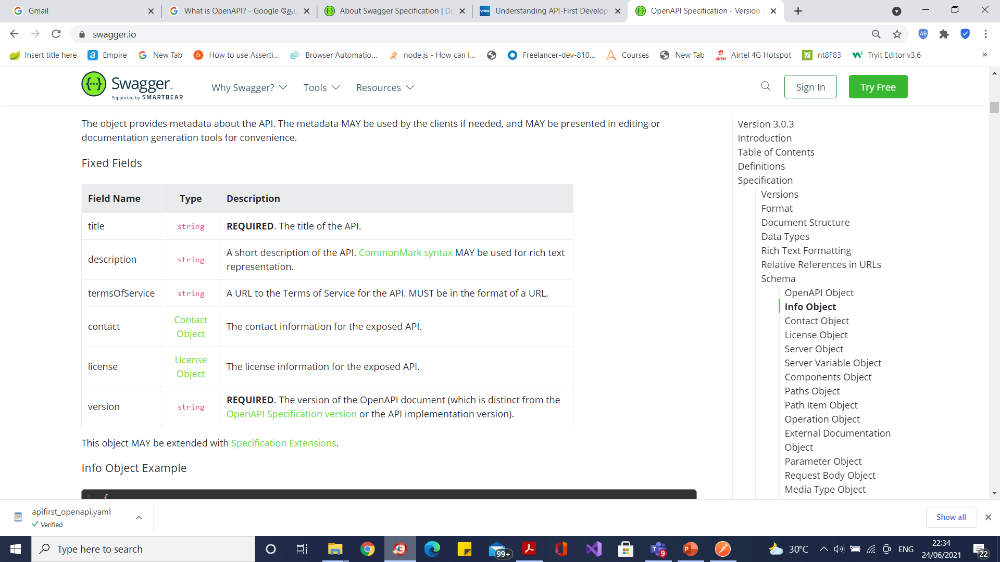 Gmail
What is OpenAPI? - Google
About Swagger Specification | Do
Understanding API-First Develop
OpenAPI Specification - Version
swagger.io
AB
Insert title here
Empire
New Tab
How to use Asserti...
Browser Automatio...
node.js - How can I...
Freelancer-dev-810...
Courses
New Tab
Airtel 4G Hotspot
nt8F83
Tryit Editor v3.6
»
Swagger
Supported by SMARTBEAR
Why Swagger?
Tools
Resources
Sign In
Try Free
The object provides metadata about the API. The metadata MAY be used by the clients if needed, and MAY be presented in editing or
documentation generation tools for convenience.
Fixed Fields
Field Name Type Description
title string REQUIRED. The title of the API.
description string A short description of the API. CommonMark syntax MAY be used for rich text
representation.
termsOfService string A URL to the Terms of Service for the API. MUST be in the format of a URL.
contact Contact Object The contact information for the exposed API.
license License Object The license information for the exposed API.
version string REQUIRED. The version of the OpenAPI document (which is distinct from the
OpenAPI Specification version or the API implementation version).
This object MAY be extended with Specification Extensions.
Info Object Example
1 {
Version 3.0.3
Introduction
Table of Contents
Definitions
Specification
Versions
Format
Document Structure
Data Types
Rich Text Formatting
Relative References in URLs
Schema
OpenAPI Object
Info Object
Contact Object
License Object
Server Object
Server Variable Object
Components Object
Paths Object
Path Item Object
Operation Object
External Documentation
Object
Parameter Object
Request Body Object
Media Type Object
apifirst_openapi.yaml
Verified
Show all
Type here to search
99+
9
30°C
ENG
22:34
24/06/2021
22